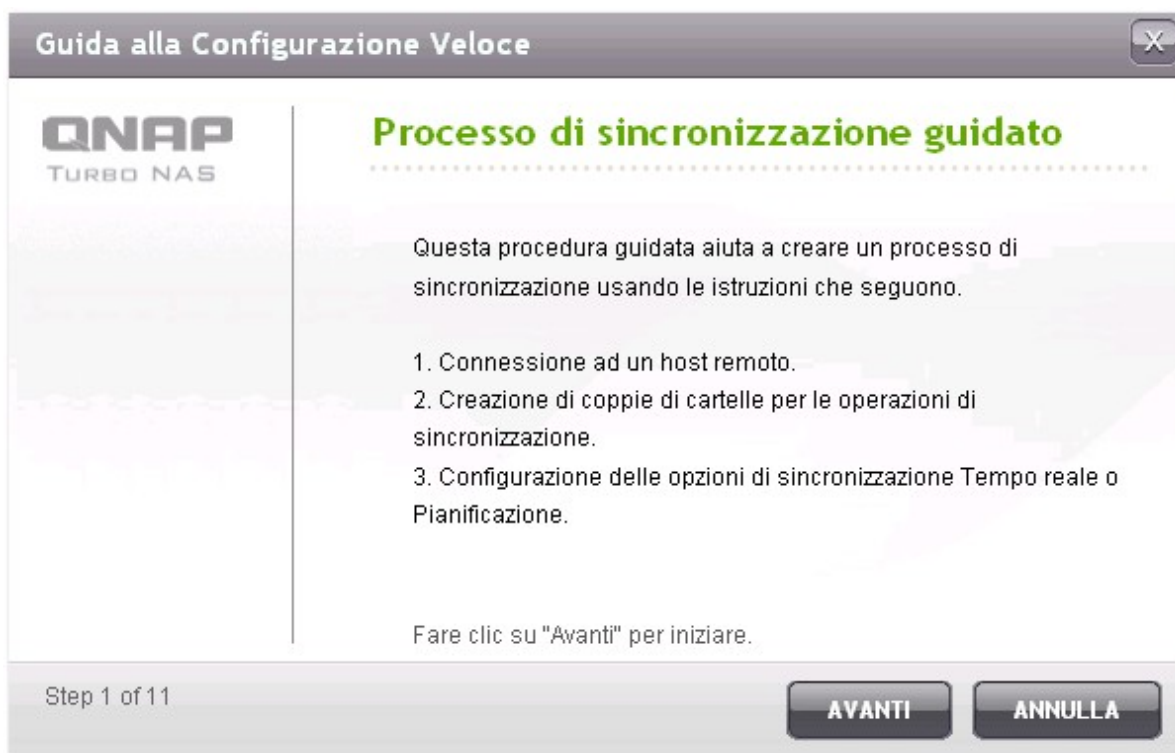 Guida alla Configurazione Veloce
X
QNAP
TURBO NAS
Processo di sincronizzazione guidato
Questa procedura guidata aiuta a creare un processo di
sincronizzazione usando le istruzioni che seguono.
1. Connessione ad un host remoto.
2. Creazione di coppie di cartelle per le operazioni di
sincronizzazione.
3. Configurazione delle opzioni di sincronizzazione Tempo reale o
Pianificazione.
Fare clic su "Avanti" per iniziare.
Step 1 of 11
AVANTI
ANNULLA